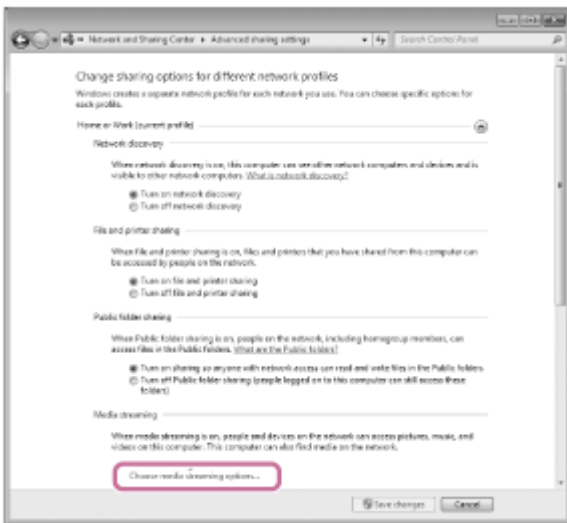 Network and Sharing Center ▸ Advanced sharing settings
Search Control Panel
Change sharing options for different network profiles
Windows creates a separate network profile for each network you use. You can choose specific options for
each profile.
Home or Work (current profile)
Network discovery
When network discovery is on, this computer can see other network computers and devices and is
visible to other network computers. What is network discovery?
Turn on network discovery
Turn off network discovery
File and printer sharing
When file and printer sharing is on, files and printers that you have shared from this computer can
be accessed by people on the network.
Turn on file and printer sharing
Turn off file and printer sharing
Public folder sharing
When Public folder sharing is on, people on the network, including homegroup members, can
access files in the Public folders. What are the Public folders?
Turn on sharing so anyone with network access can read and write files in the Public folders
Turn off Public folder sharing (people logged on to this computer can still access these
folders)
Media streaming
When media streaming is on, people and devices on the network can access pictures, music, and
videos on this computer. This computer can also find media on the network.
Choose media streaming options...
Save changes
Cancel